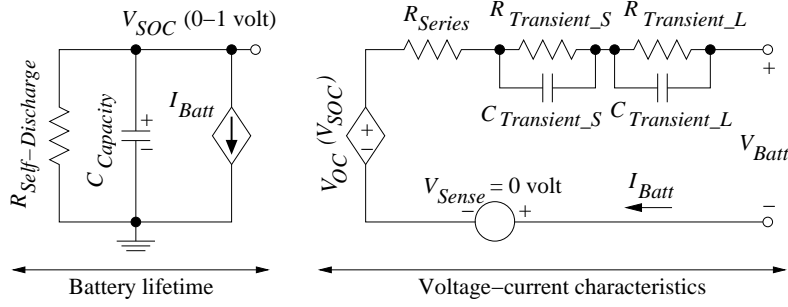 V_SOC (0−1 volt)
R_Self−Discharge
C_Capacity
+
−
I_Batt
V_OC (V_SOC)
+
−
R_Series
R_Transient_S
R_Transient_L
C_Transient_S
C_Transient_L
+
V_Batt
−
V_Sense = 0 volt
− +
I_Batt
Battery lifetime
Voltage−current characteristics